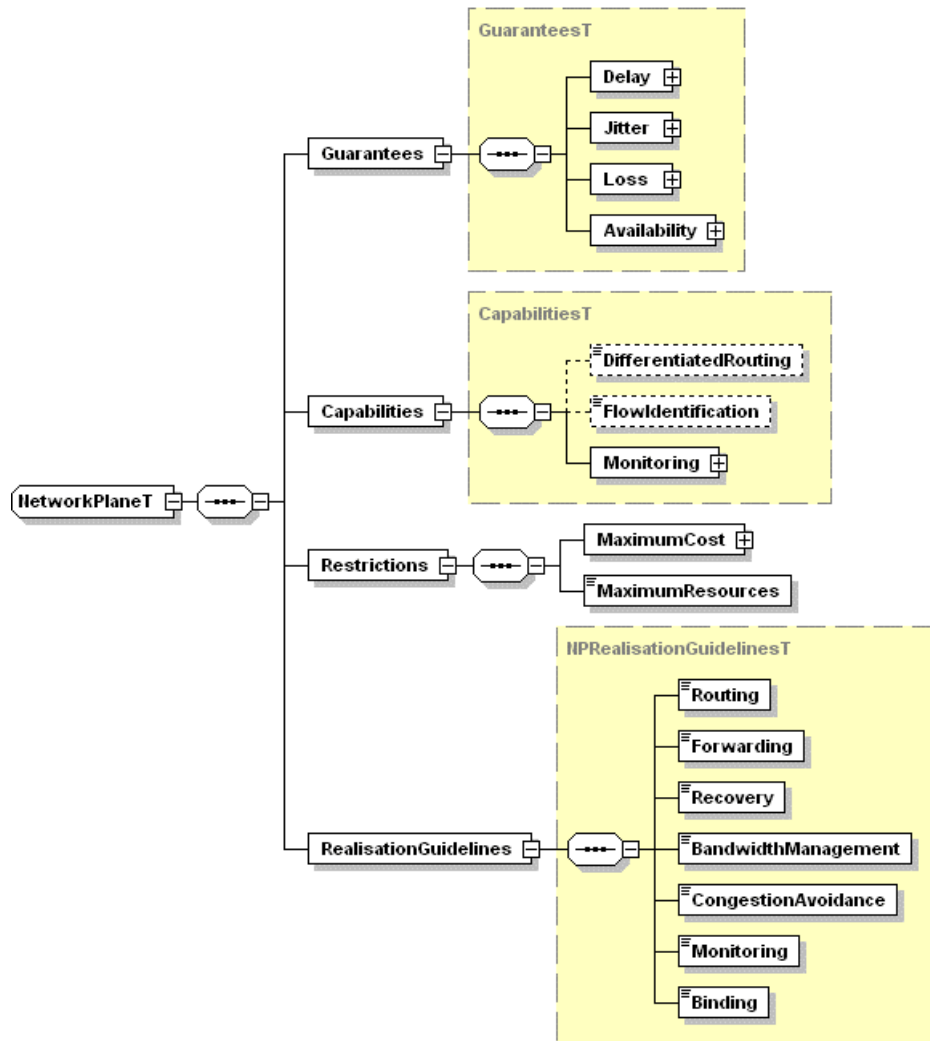 GuaranteesT
Delay
Jitter
Guarantees
Loss
Availability
CapabilitiesT
DifferentiatedRouting
Capabilities
FlowIdentification
Monitoring
NetworkPlaneT
MaximumCost
Restrictions
MaximumResources
NPRealisationGuidelinesT
Routing
Forwarding
Recovery
RealisationGuidelines
BandwidthManagement
CongestionAvoidance
Monitoring
Binding